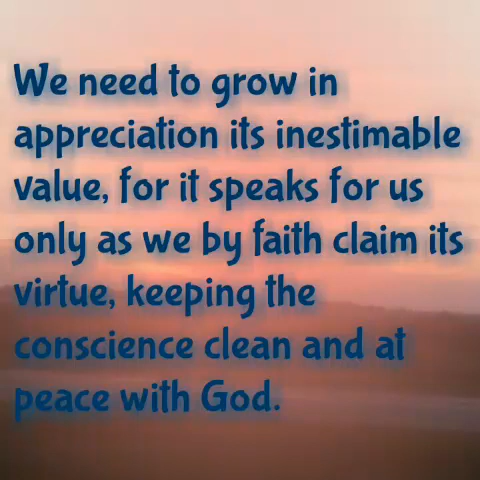 We need to grow in
appreciation its inestimable
value, for it speaks for us
only as we by faith claim its
virtue, keeping the
conscience clean and at
peace with God.